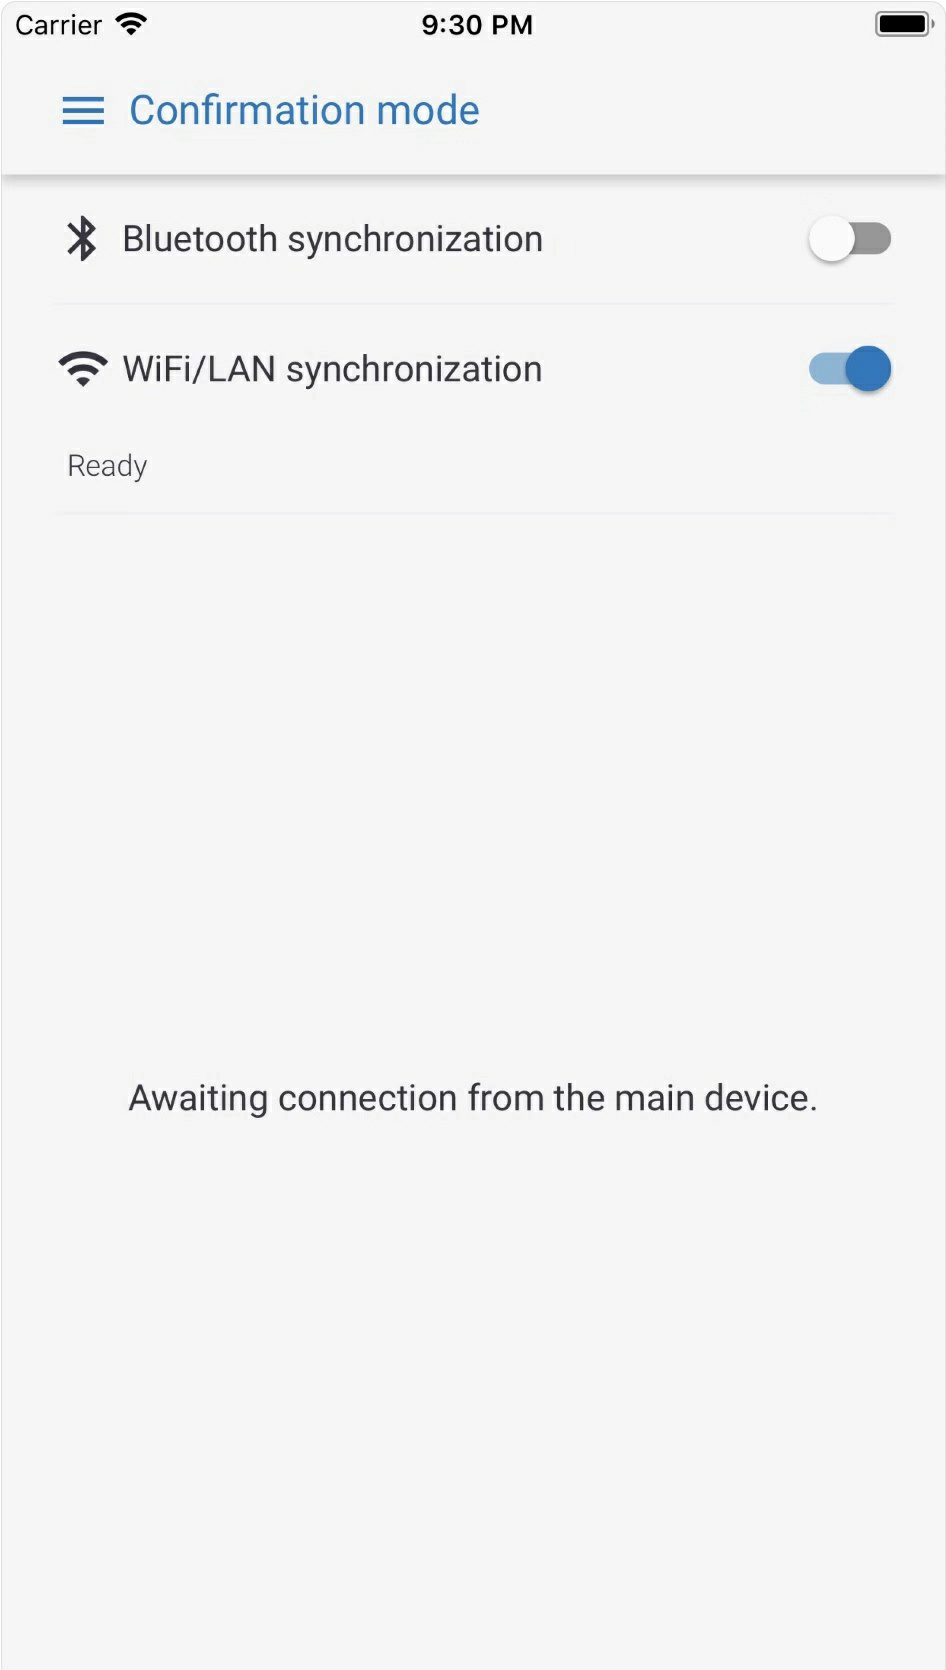 Carrier 9:30 PM
Confirmation mode
Bluetooth synchronization
WiFi/LAN synchronization
Ready
Awaiting connection from the main device.